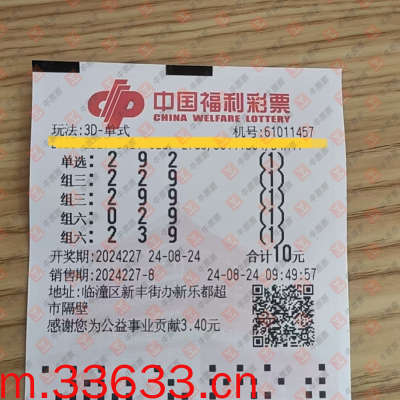 中国福利彩票
CHINA WELFARE LOTTERY
玩法:3D-单式 机号:61011457
单选: 2 9 2 (1)
组三: 2 2 9 (1)
组三: 2 9 9 (1)
组六: 0 2 9 (1)
组六: 2 3 9 (1)
开奖期:2024227 24-08-24 合计10元
销售期:2024227-8 24-08-24 09:49:57
地址:临潼区新丰街办新乐都超
市隔壁
感谢您为公益事业贡献3.40元
m.33633.cn